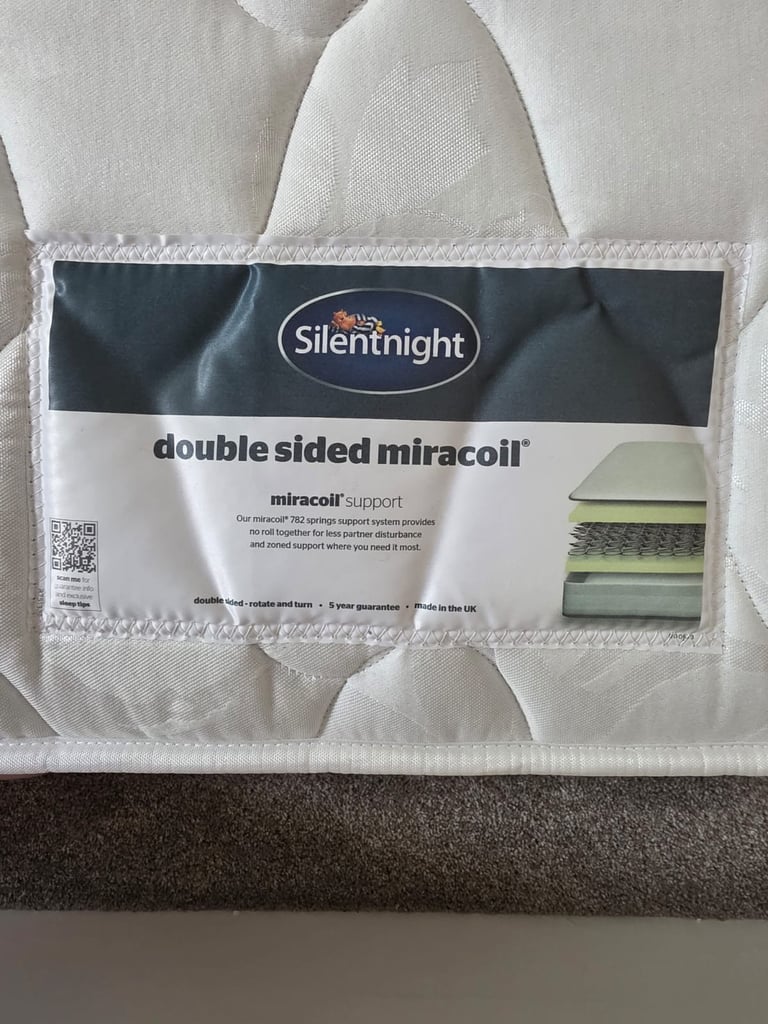 Silentnight
double sided miracoil®
miracoil® support
Our miracoil® 782 springs support system provides
no roll together for less partner disturbance
and zoned support where you need it most.
scan me for
guarantee info
and exclusive
sleep tips
double sided - rotate and turn • 5 year guarantee • made in the UK